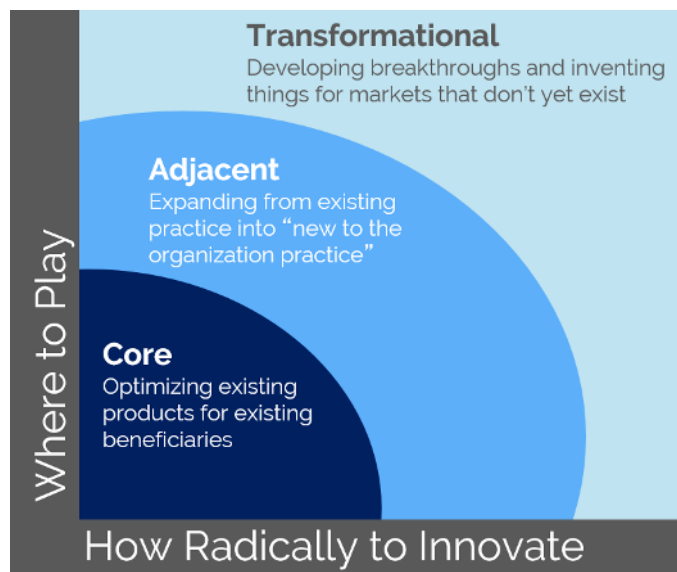 Transformational
Developing breakthroughs and inventing
things for markets that don’t yet exist
Adjacent
Expanding from existing
practice into “new to the
organization practice”
Core
Optimizing existing
products for existing
beneficiaries
Where to Play
How Radically to Innovate